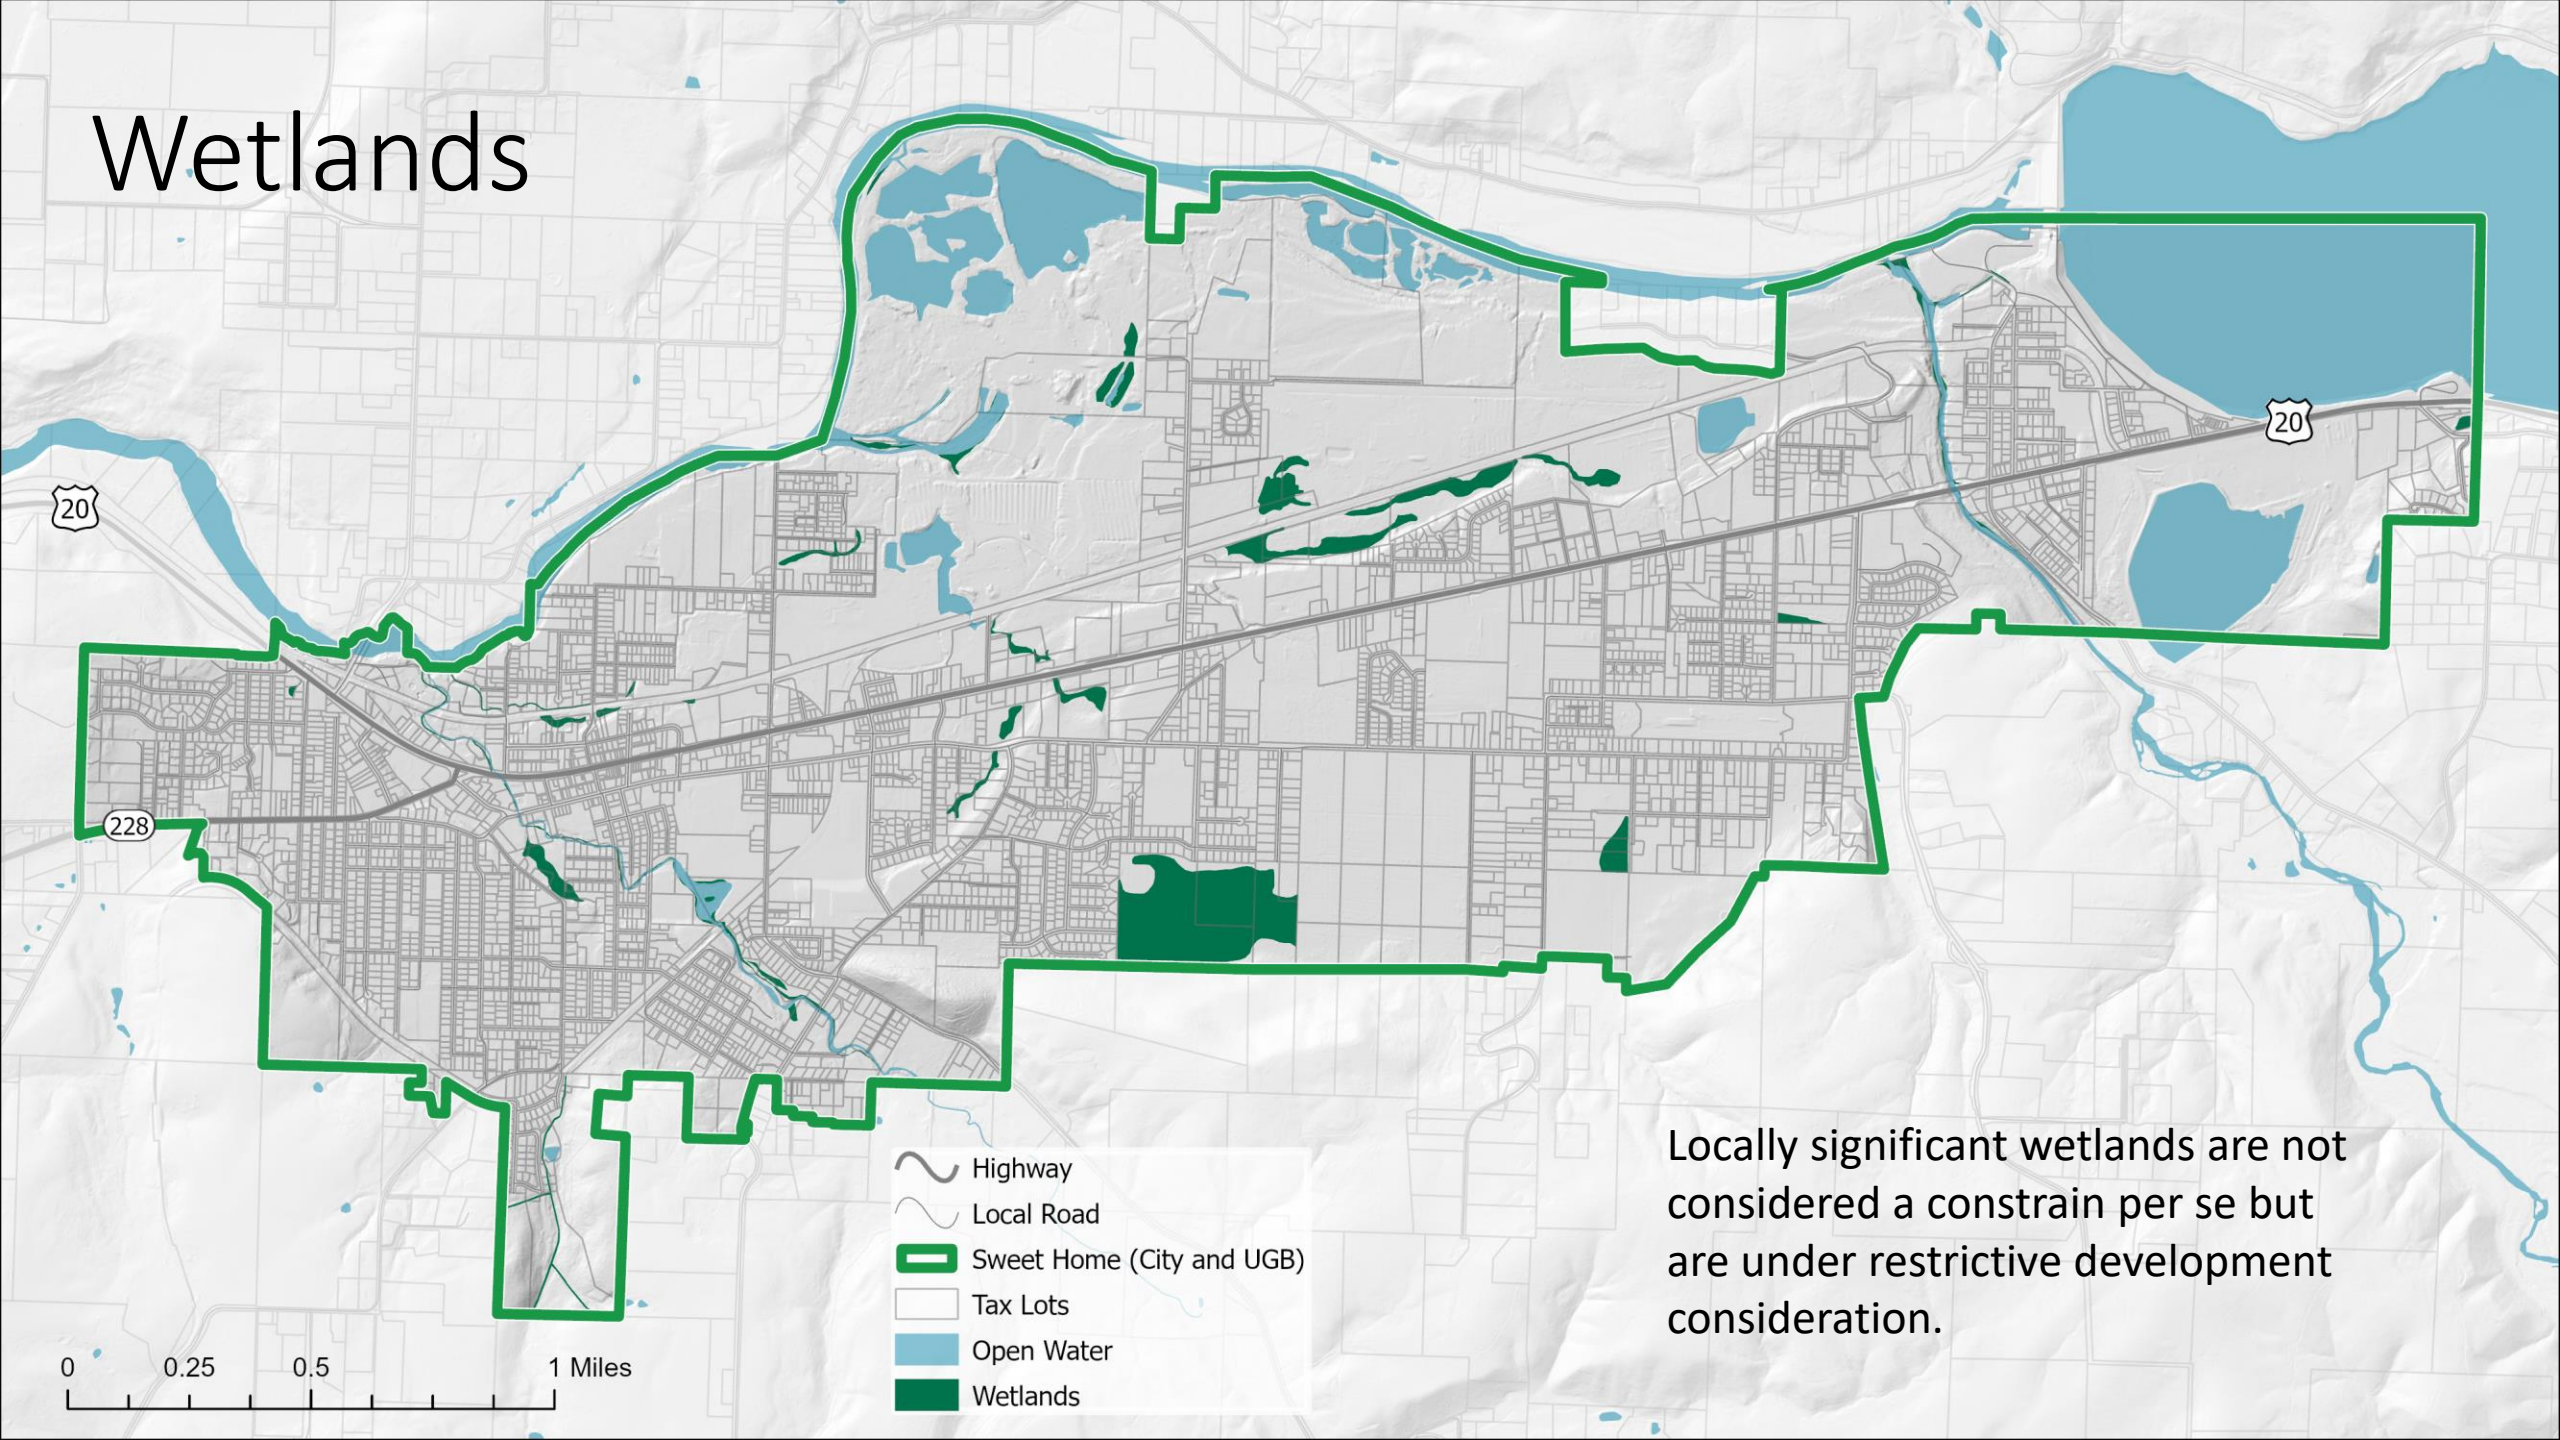 Wetlands
20
20
228
Highway
Local Road
Sweet Home (City and UGB)
Tax Lots
Open Water
Wetlands
Locally significant wetlands are not
considered a constrain per se but
are under restrictive development
consideration.
0 0.25 0.5 1 Miles